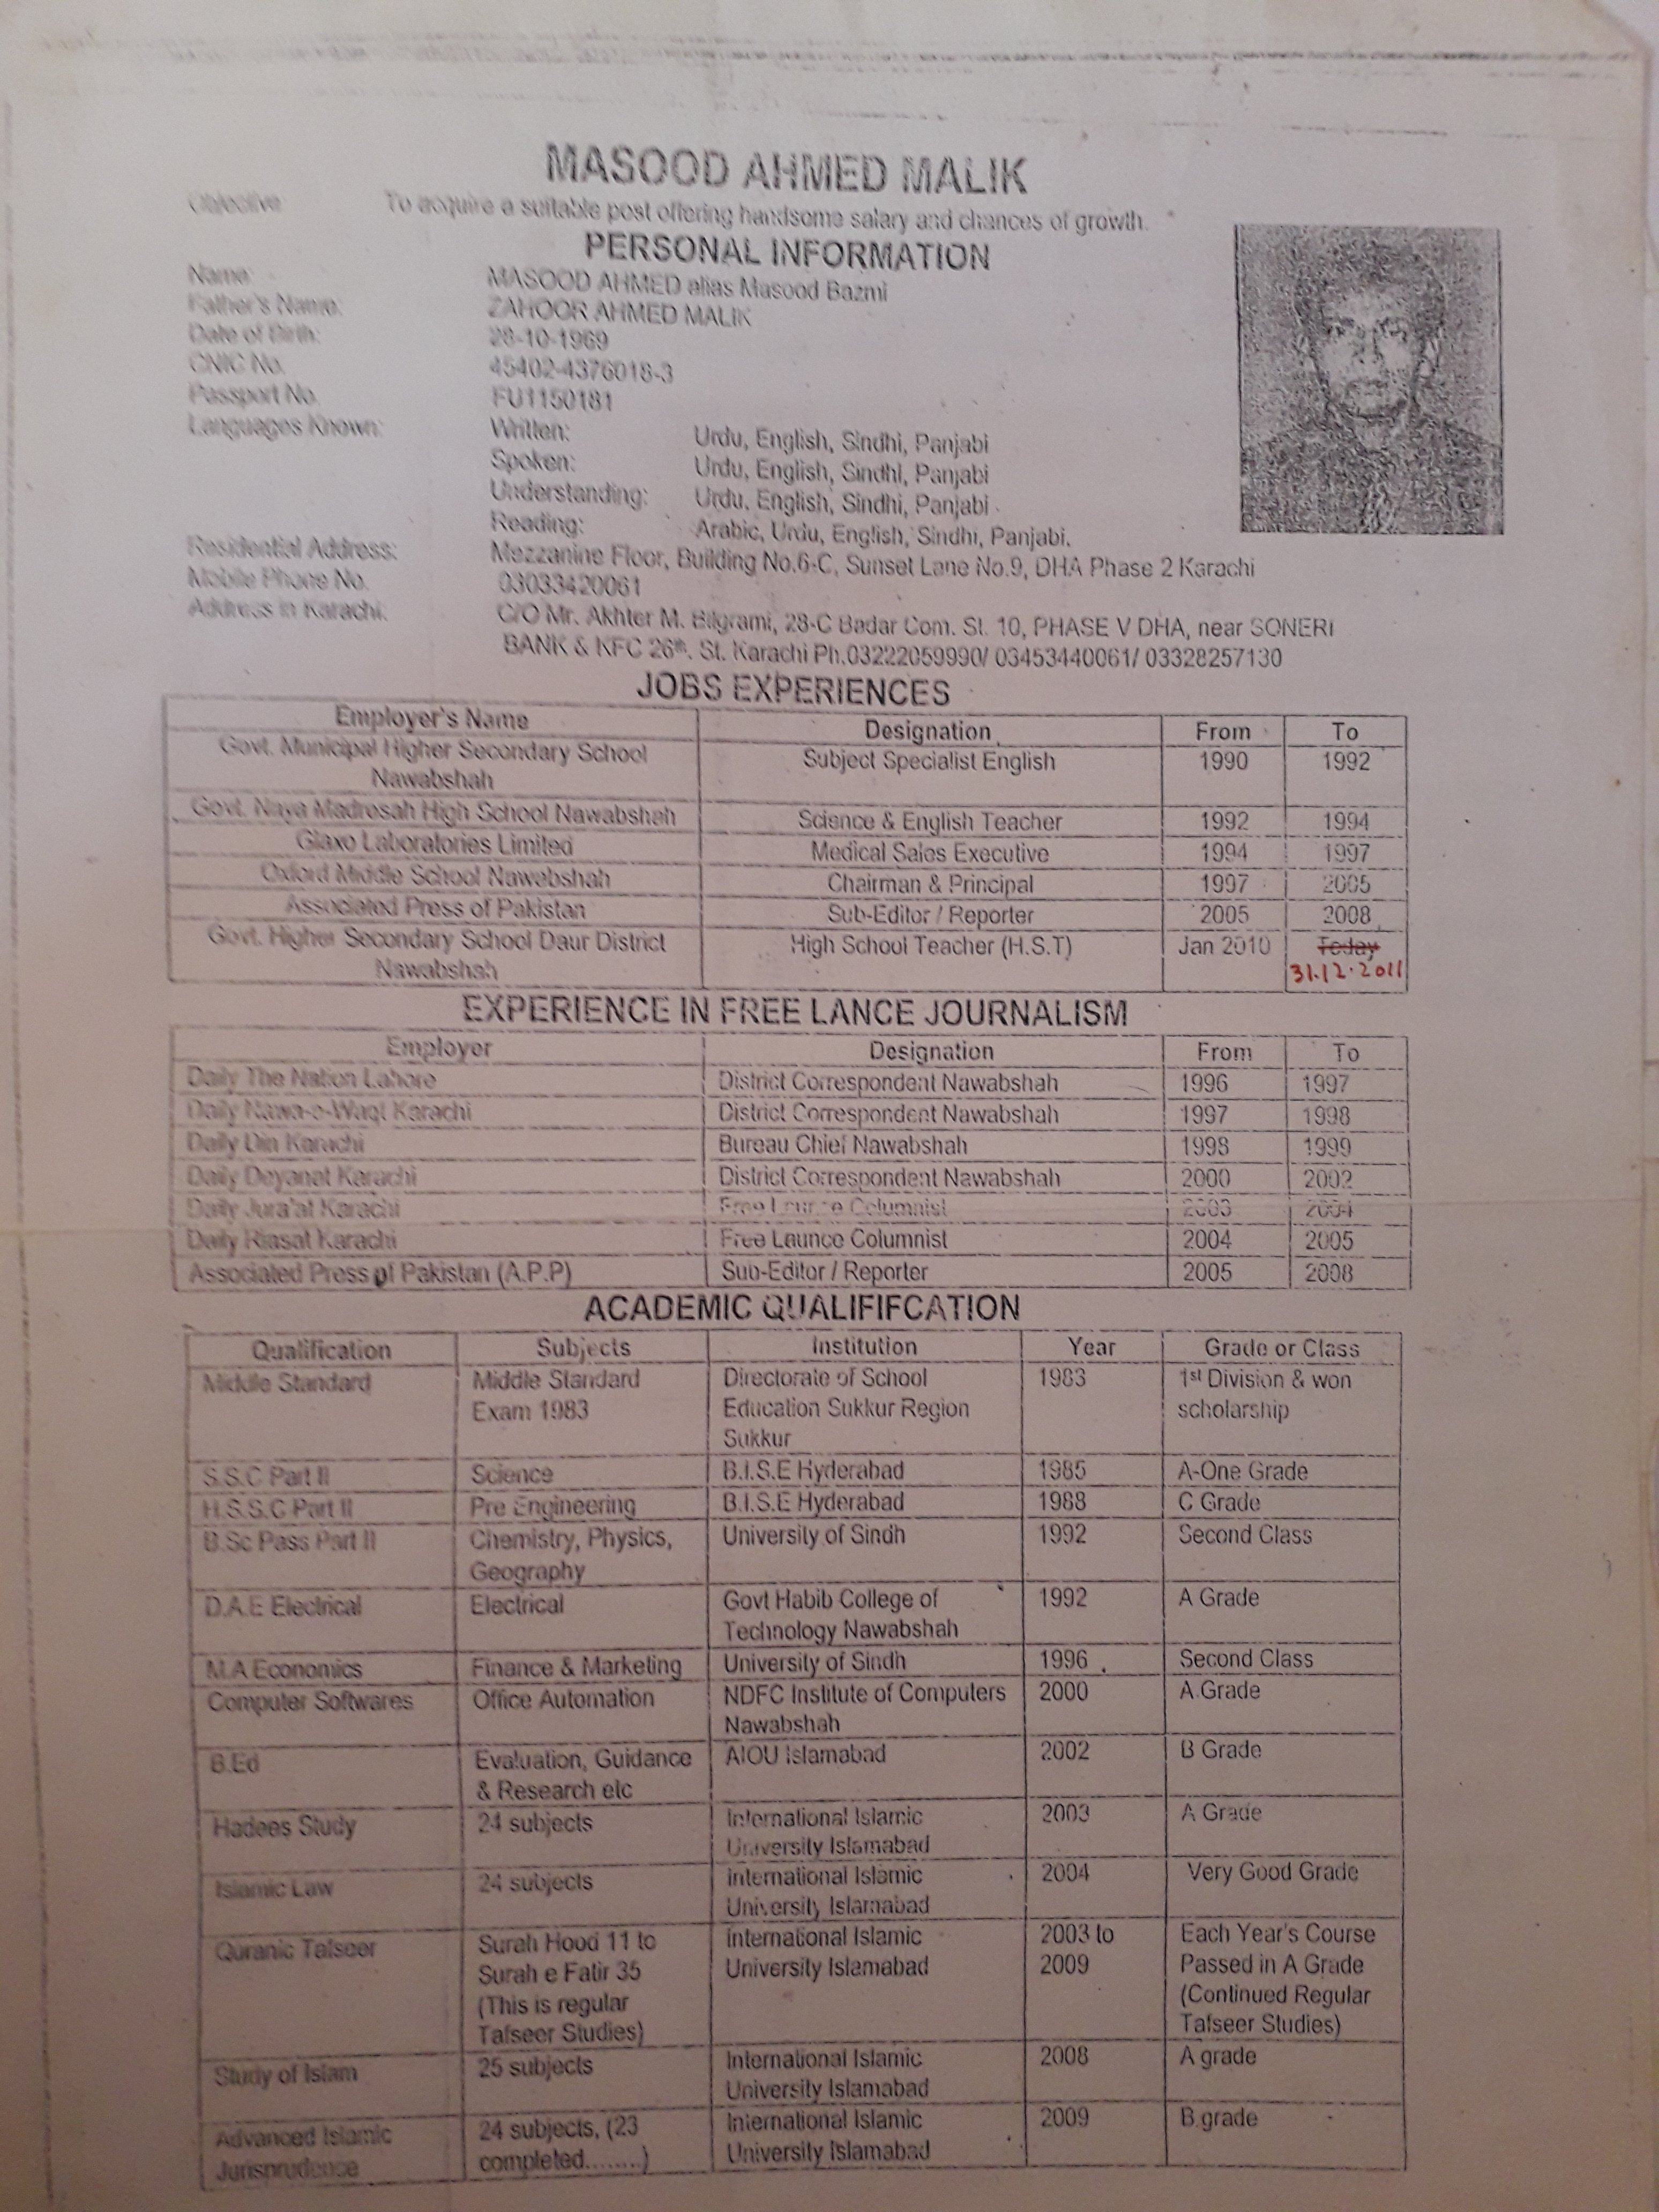 MASOOD AHMED MALIK
Objective: To acquire a suitable post offering handsome salary and chances of growth.
PERSONAL INFORMATION
Name: MASOOD AHMED alias Masood Bazmi
Father's Name: ZAHOOR AHMED MALIK
Date of Birth: 28-10-1969
CNIC No. 45402-4376018-3
Passport No. FU1150181
Languages Known: Written: Urdu, English, Sindhi, Panjabi
Spoken: Urdu, English, Sindhi, Panjabi
Understanding: Urdu, English, Sindhi, Panjabi
Reading: Arabic, Urdu, English, Sindhi, Panjabi.
Residential Address: Mezzanine Floor, Building No.6-C, Sunset Lane No.9, DHA Phase 2 Karachi
Mobile Phone No. 03033420061
Address in Karachi: C/O Mr. Akhter M. Bilgrami, 28-C Badar Com. St. 10, PHASE V DHA, near SONERI
BANK & KFC 26th. St. Karachi Ph.03222059990/ 03453440061/ 03328257130
JOBS EXPERIENCES
Employer's Name Designation From To
Govt. Municipal Higher Secondary School Subject Specialist English 1990 1992
Nawabshah
Govt. Naya Madresah High School Nawabshah Science & English Teacher 1992 1994
Glaxo Laboratories Limited Medical Sales Executive 1994 1997
Oxford Middle School Nawabshah Chairman & Principal 1997 2005
Associated Press of Pakistan Sub-Editor / Reporter 2005 2008
Govt. Higher Secondary School Daur District High School Teacher (H.S.T) Jan 2010 Today
Nawabshah 31.12.2011
EXPERIENCE IN FREE LANCE JOURNALISM
Employer Designation From To
Daily The Nation Lahore District Correspondent Nawabshah 1996 1997
Daily Nawa-e-Waqt Karachi District Correspondent Nawabshah 1997 1998
Daily Din Karachi Bureau Chief Nawabshah 1998 1999
Daily Deyanat Karachi District Correspondent Nawabshah 2000 2002
Daily Jura'at Karachi Free Launce Columnist 2003 2004
Daily Riasat Karachi Free Launce Columnist 2004 2005
Associated Press of Pakistan (A.P.P) Sub-Editor / Reporter 2005 2008
ACADEMIC QUALIFIFCATION
Qualification Subjects Institution Year Grade or Class
Middle Standard Middle Standard Directorate of School 1983 1st Division & won
Exam 1983 Education Sukkur Region scholarship
Sukkur
S.S.C Part II Science B.I.S.E Hyderabad 1985 A-One Grade
H.S.S.C Part II Pre Engineering B.I.S.E Hyderabad 1988 C Grade
B.Sc Pass Part II Chemistry, Physics, University of Sindh 1992 Second Class
Geography
D.A.E Electrical Electrical Govt Habib College of 1992 A Grade
Technology Nawabshah
M.A Economics Finance & Marketing University of Sindh 1996 Second Class
Computer Softwares Office Automation NDFC Institute of Computers 2000 A Grade
Nawabshah
B.Ed Evaluation, Guidance AIOU Islamabad 2002 B Grade
& Research etc
Hadees Study 24 subjects International Islamic 2003 A Grade
University Islamabad
Islamic Law 24 subjects International Islamic 2004 Very Good Grade
University Islamabad
Quranic Tafseer Surah Hood 11 to International Islamic 2003 to Each Year's Course
Surah e Fatir 35 University Islamabad 2009 Passed in A Grade
(This is regular (Continued Regular
Tafseer Studies) Tafseer Studies)
Study of Islam 25 subjects International Islamic 2008 A grade
University Islamabad
Advanced Islamic 24 subjects, (23 International Islamic 2009 B grade
Jurisprudence completed........) University Islamabad